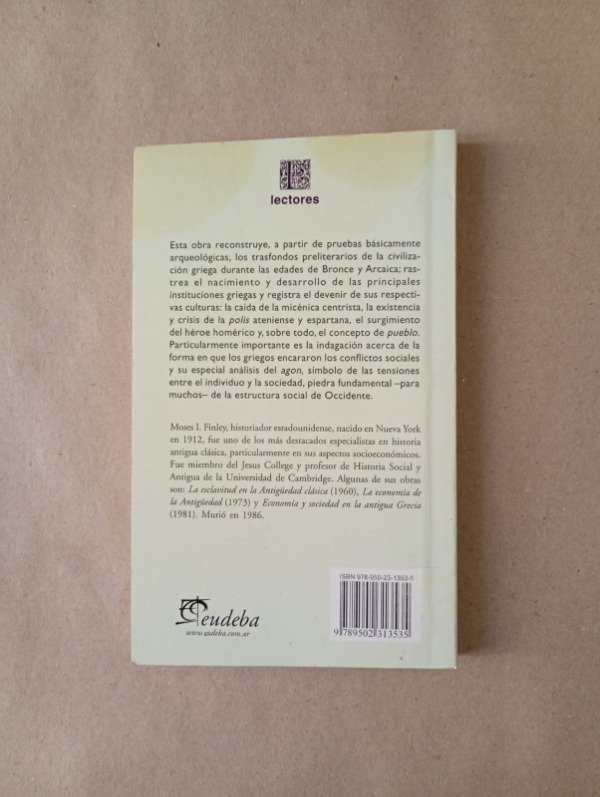 L
lectores
Esta obra reconstruye, a partir de pruebas básicamente
arqueológicas, los trasfondos preliterarios de la civiliza-
ción griega durante las edades de Bronce y Arcaica; ras-
trea el nacimiento y desarrollo de las principales
instituciones griegas y registra el devenir de sus respecti-
vas culturas: la caída de la micénica centrista, la existencia
y crisis de la polis ateniense y espartana, el surgimiento
del héroe homérico y, sobre todo, el concepto de pueblo.
Particularmente importante es la indagación acerca de la
forma en que los griegos encararon los conflictos sociales
y su especial análisis del agon, símbolo de las tensiones
entre el individuo y la sociedad, piedra fundamental –para
muchos– de la estructura social de Occidente.
Moses I. Finley, historiador estadounidense, nacido en Nueva York
en 1912, fue uno de los más destacados especialistas en historia
antigua clásica, particularmente en sus aspectos socioeconómicos.
Fue miembro del Jesus College y profesor de Historia Social y
Antigua de la Universidad de Cambridge. Algunas de sus obras
son: La esclavitud en la Antigüedad clásica (1960), La economía de
la Antigüedad (1973) y Economía y sociedad en la antigua Grecia
(1981). Murió en 1986.
ISBN 978-950-23-1353-5
9 789502 313535
eudeba
www.eudeba.com.ar